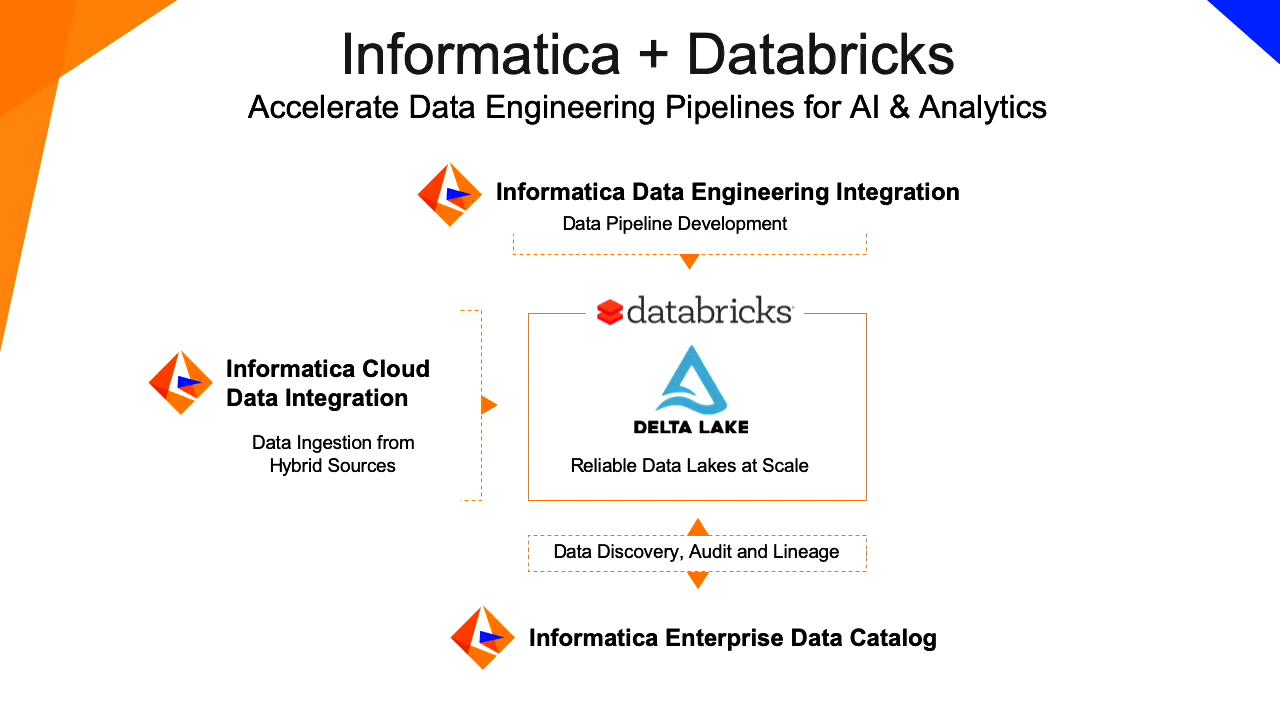 Informatica + Databricks
Accelerate Data Engineering Pipelines for AI & Analytics
Informatica Data Engineering Integration
Data Pipeline Development
databricks
Informatica Cloud
Data Integration
Data Ingestion from
Hybrid Sources
DELTA LAKE
Reliable Data Lakes at Scale
Data Discovery, Audit and Lineage
Informatica Enterprise Data Catalog